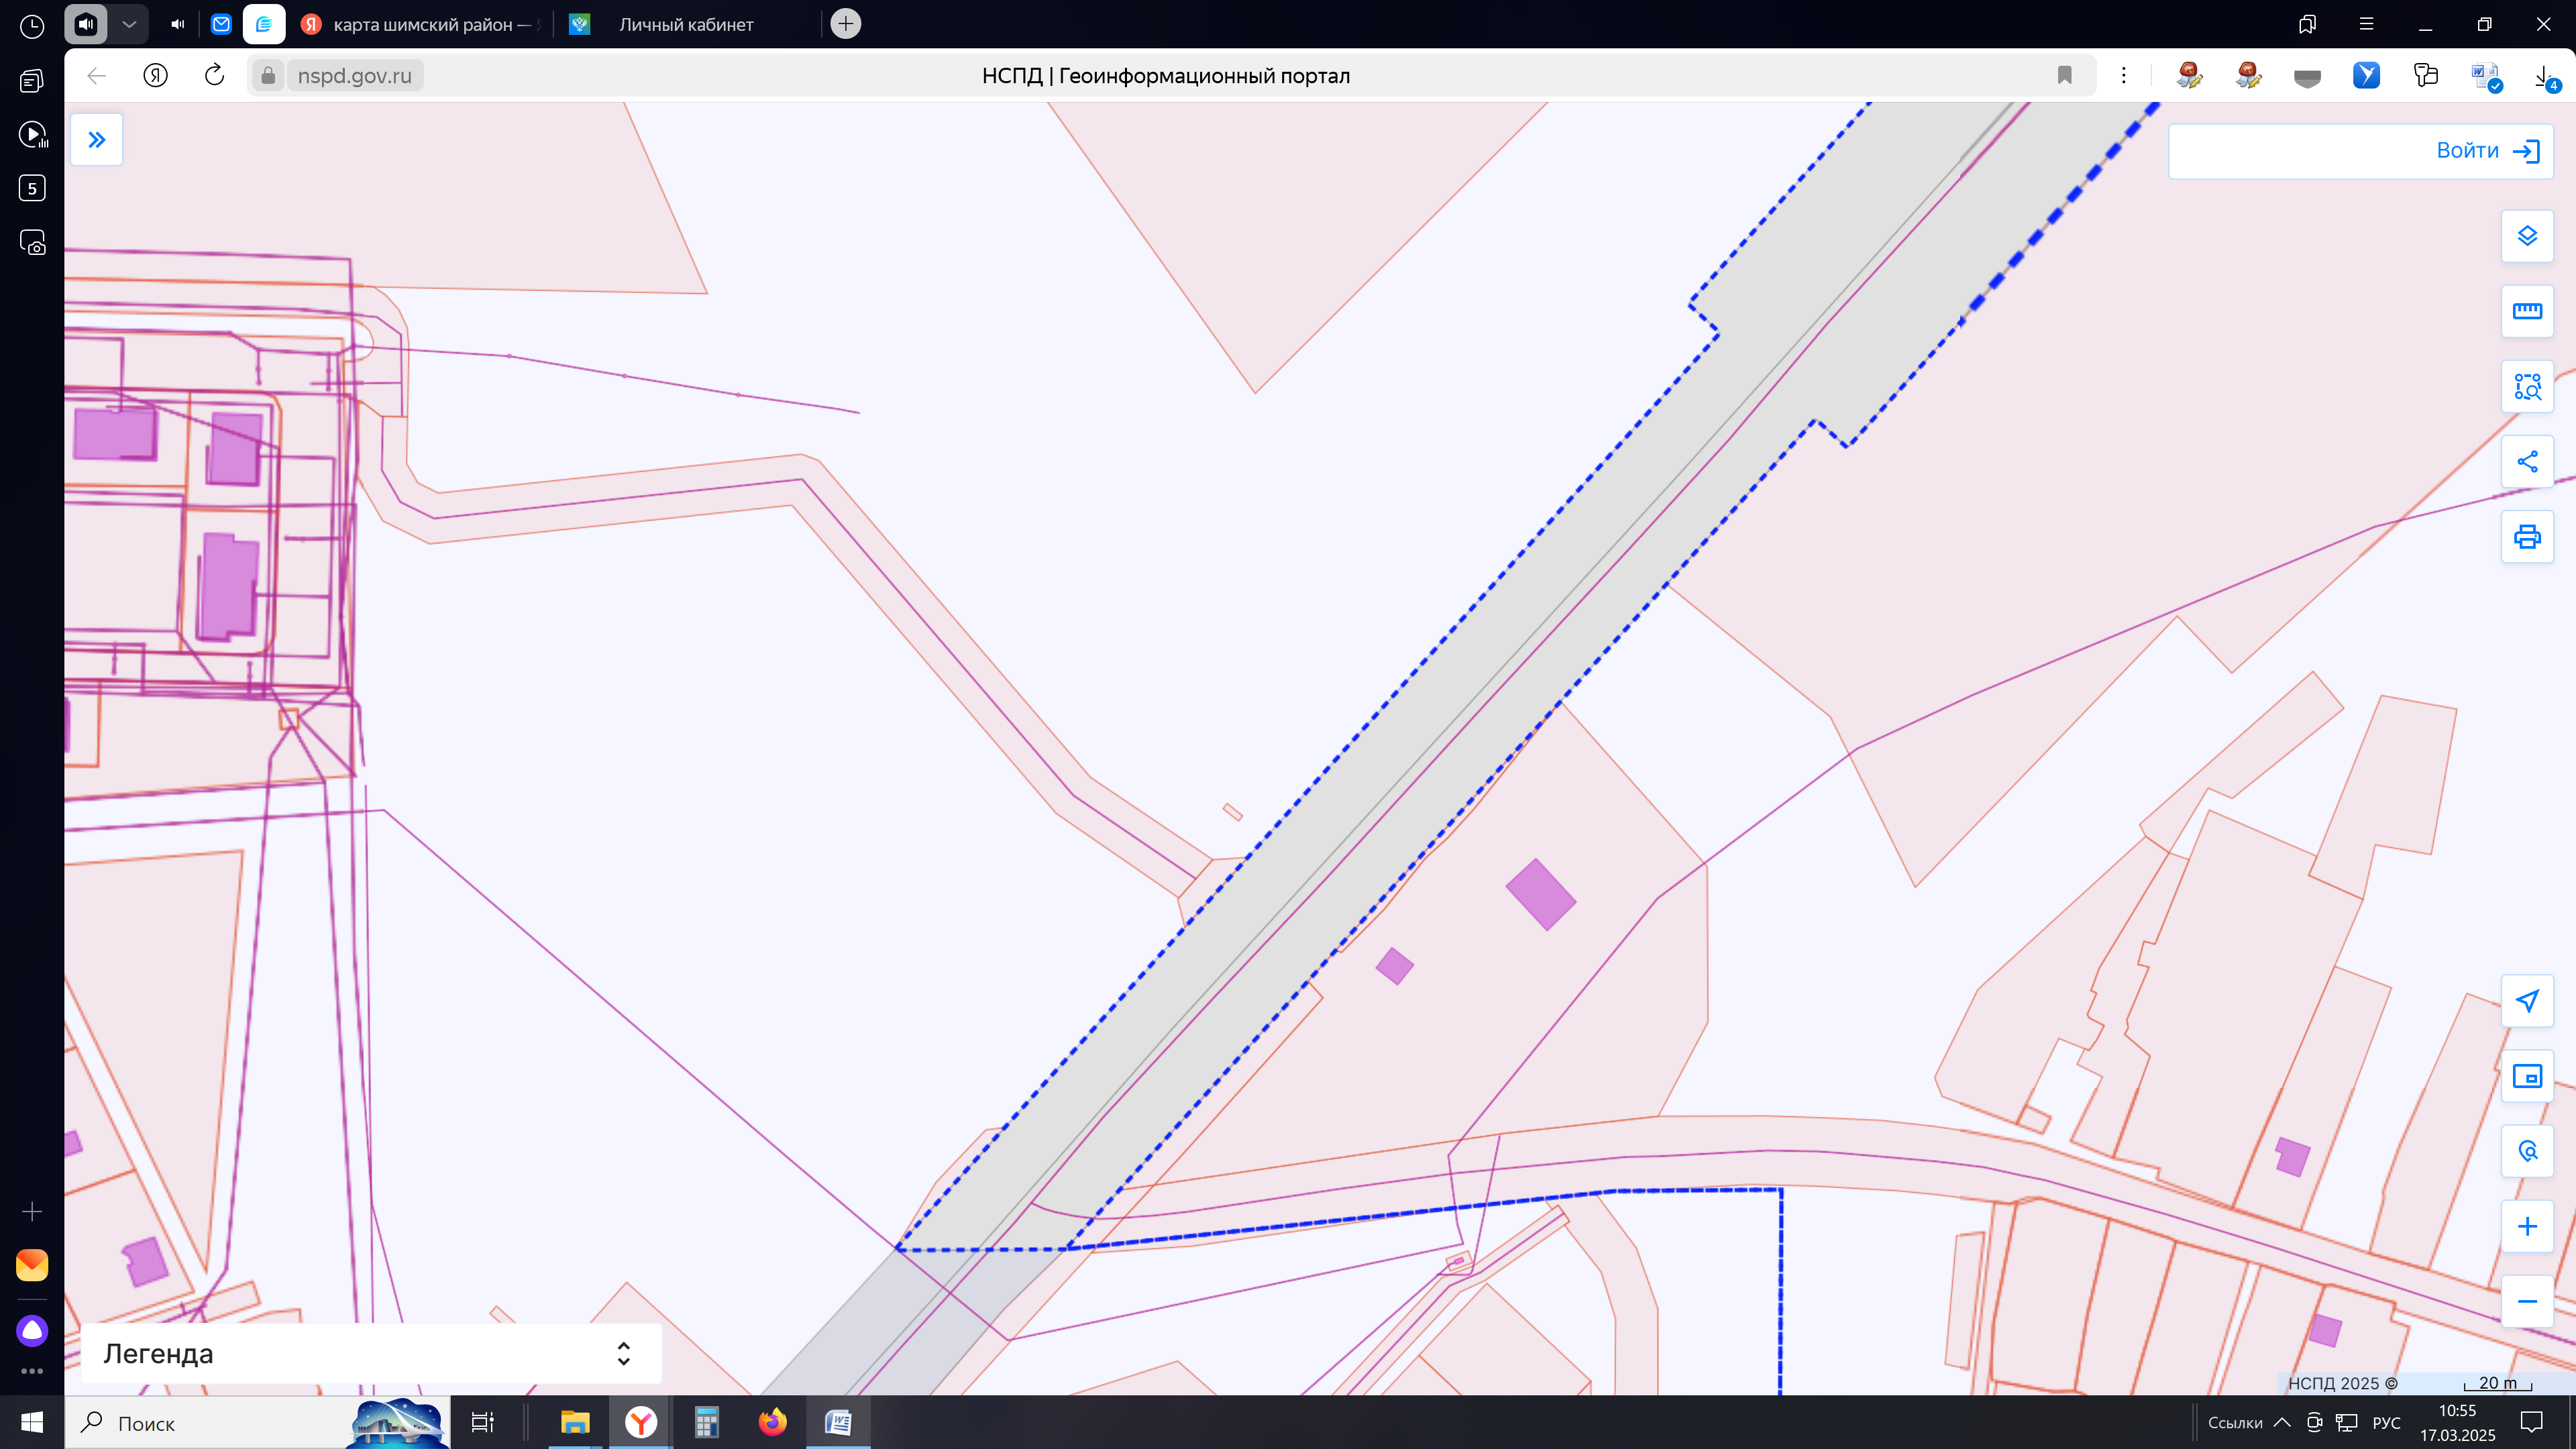 карта шимский район —
Личный кабинет
nspd.gov.ru
НСПД | Геоинформационный портал
4
Войти
5
Легенда
НСПД 2025 ©
20 m
Поиск
Ссылки
РУС
10:55
17.03.2025